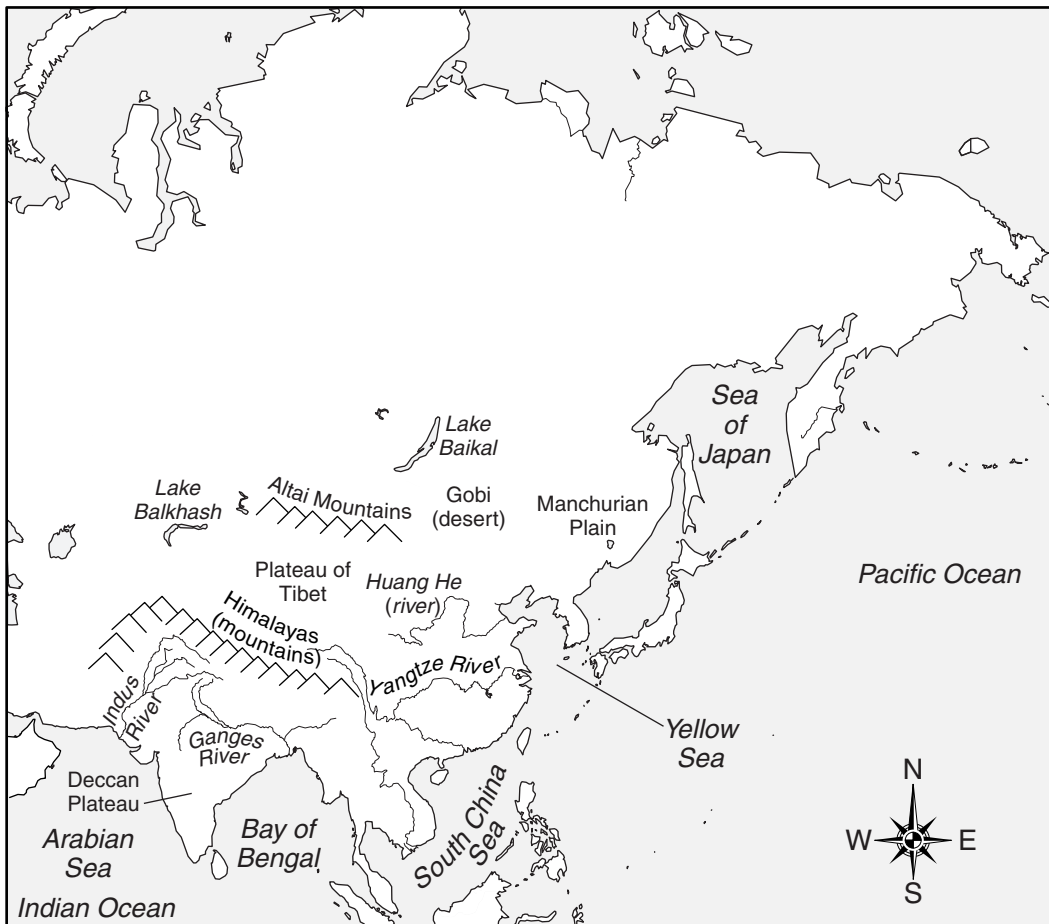 Lake
Baikal
Sea
of
Japan
Lake
Balkhash
Altai Mountains
Gobi
(desert)
Manchurian
Plain
Plateau of
Tibet
Huang He
(river)
Pacific Ocean
Himalayas
(mountains)
Yangtze River
Indus
River
Ganges
River
Yellow
Sea
Deccan
Plateau
Arabian
Sea
Bay of
Bengal
South China
Sea
Indian Ocean
N
W
E
S